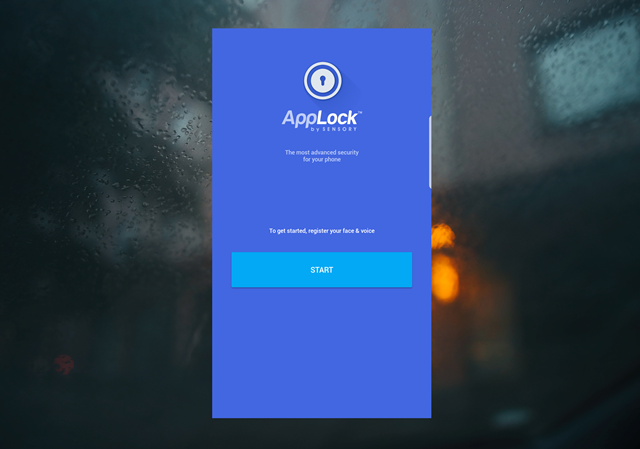 AppLock™
by SENSORY
The most advanced security
for your phone
To get started, register your face & voice
START